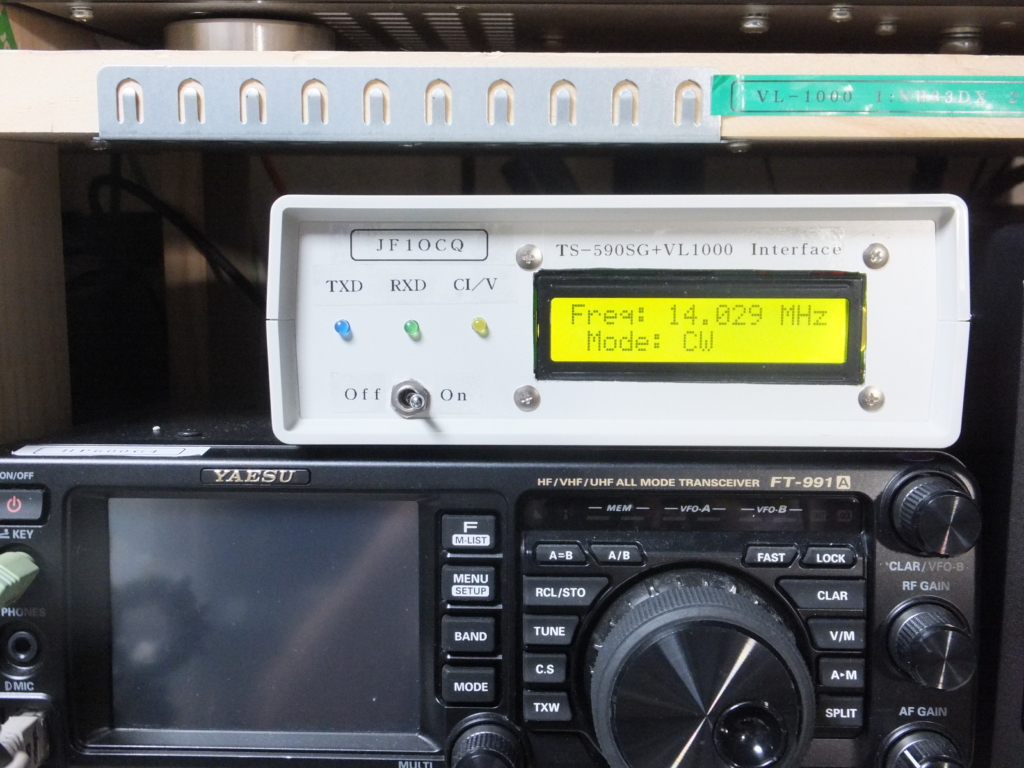 VL-1000
JF1OCQ
TS-590SG+VL1000 Interface
TXD RXD CI/V
Freq: 14.029 MHz
Mode: CW
Off On
ON/OFF
YAESU
HF/VHF/UHF ALL MODE TRANSCEIVER FT-991A
MEM VFO-A VFO-B
KEY
F
M-LIST
A=B A/B FAST LOCK
CLAR/VFO-B
MENU
SETUP
RCL/STO
CLAR
RF GAIN
PHONES
BAND
TUNE
V/M
C.S
A▸M
MIC
MODE
TXW
SPLIT
AF GAIN
MULTI